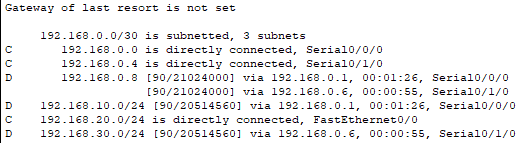 Gateway of last resort is not set

     192.168.0.0/30 is subnetted, 3 subnets
C       192.168.0.0 is directly connected, Serial0/0/0
C       192.168.0.4 is directly connected, Serial0/1/0
D       192.168.0.8 [90/21024000] via 192.168.0.1, 00:01:26, Serial0/0/0
                    [90/21024000] via 192.168.0.6, 00:00:55, Serial0/1/0
D    192.168.10.0/24 [90/20514560] via 192.168.0.1, 00:01:26, Serial0/0/0
C    192.168.20.0/24 is directly connected, FastEthernet0/0
D    192.168.30.0/24 [90/20514560] via 192.168.0.6, 00:00:55, Serial0/1/0